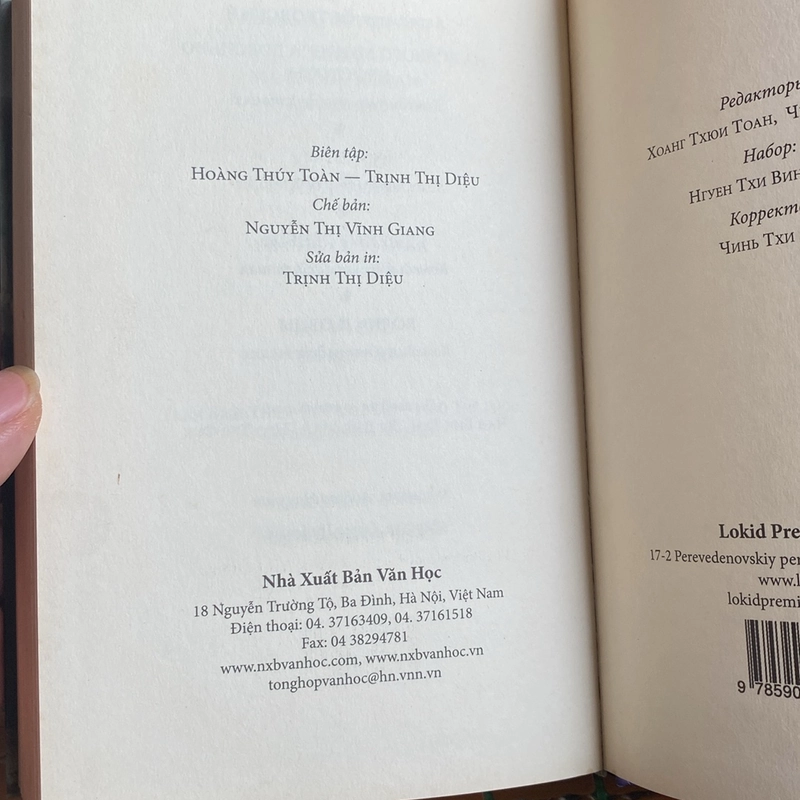 Biên tập:
HOÀNG THÚY TOÀN — TRỊNH THỊ DIỆU
Chế bản:
NGUYỄN THỊ VĨNH GIANG
Sửa bản in:
TRỊNH THỊ DIỆU
Nhà Xuất Bản Văn Học
18 Nguyễn Trường Tộ, Ba Đình, Hà Nội, Việt Nam
Điện thoại: 04. 37163409, 04. 37161518
Fax: 04 38294781
www.nxbvanhoc.com, www.nxbvanhoc.vn
tonghopvanhoc@hn.vnn.vn
Редакторы
ХОАНГ ТХЮИ ТОАН,
Набор:
НГУЕН ТХИ ВИН
Коррект
ЧИНЬ ТХИ
Lokid Pre
17-2 Perevedenovskiy per
www.l
lokidpremi
9 78590